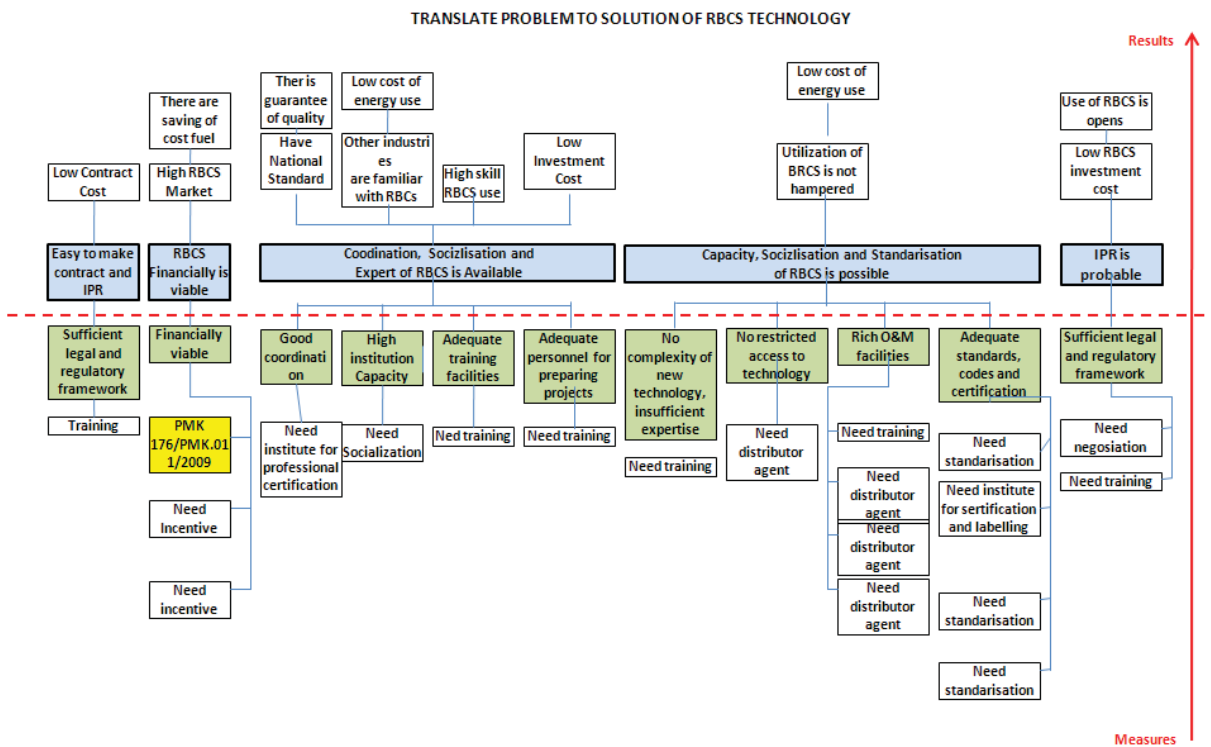 TRANSLATE PROBLEM TO SOLUTION OF RBCS TECHNOLOGY
Results
There are
saving of
cost fuel
Ther is
guarantee
of quality
Low cost of
energy use
Low cost of
energy use
Use of RBCS is
opens
Low Contract
Cost
High RBCS
Market
Have
National
Standard
Other industri
es
are familiar
with RBCs
High skill
RBCS use
Low
Investment
Cost
Utilization of
BRCS is not
hampered
Low RBCS
investment
cost
Easy to make
contract and
IPR
RBCS
Financially is
viable
Coodination, Socizlisation and
Expert of RBCS is Available
Capacity, Socizlisation and Standarisation
of RBCS is possible
IPR is
probable
Sufficient
legal and
regulatory
framework
Financially
viable
Good
coordinati
on
High
institution
Capacity
Adequate
training
facilities
Adequate
personnel for
preparing
projects
No
complexity of
new
technology,
insufficient
expertise
No restricted
access to
technology
Rich O&M
facilities
Adequate
standards,
codes and
certification
Sufficient legal
and regulatory
framework
Training
PMK
176/PMK.01
1/2009
Need
Incentive
Need
incentive
Need
institute for
professional
certification
Need
Socialization
Ned training
Need training
Need training
Need
distributor
agent
Need training
Need
distributor
agent
Need
distributor
agent
Need
distributor
agent
Need
standarisation
Need institute
for sertification
and labelling
Need
standarisation
Need
standarisation
Need
negosiation
Need training
Measures